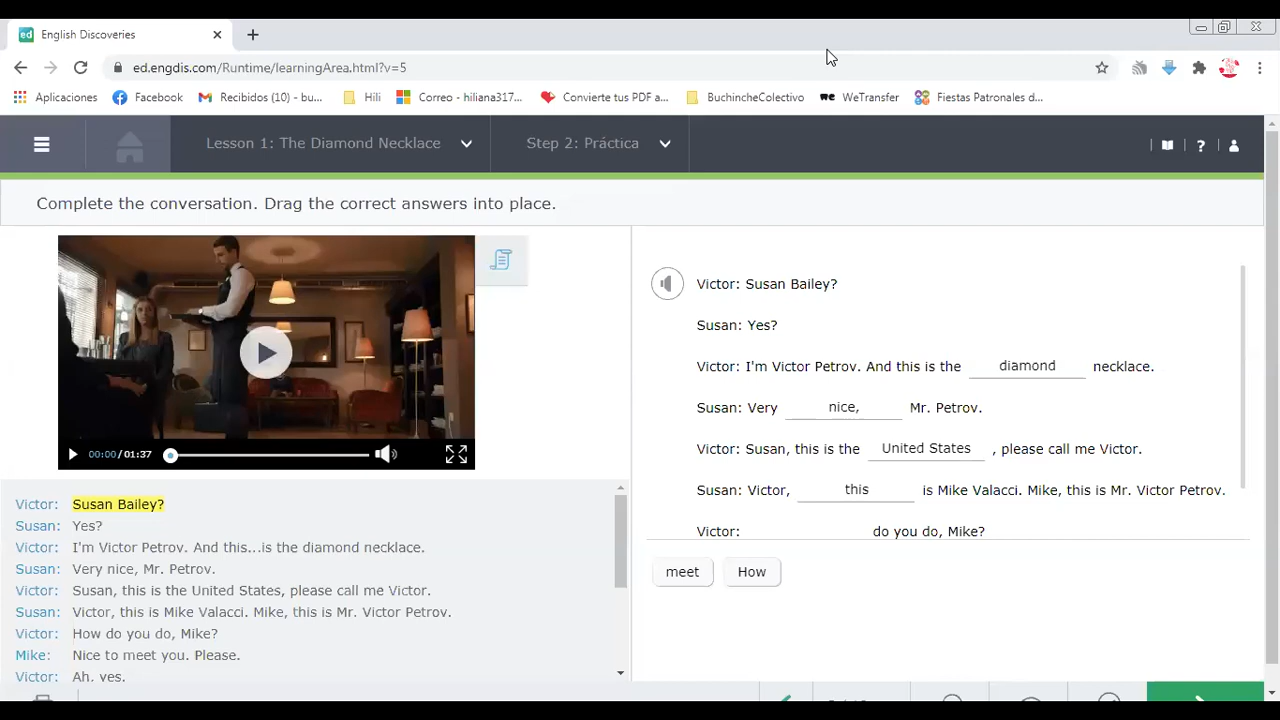 ed English Discoveries
ed.engdis.com/Runtime/learningArea.html?v=5
Aplicaciones Facebook Recibidos (10) - bu... Hili Correo - hiliana317... Convierte tus PDF a... BuchincheColectivo we WeTransfer Fiestas Patronales d...
Lesson 1: The Diamond Necklace Step 2: Práctica ?
Complete the conversation. Drag the correct answers into place.
00:00/01:37
Victor: Susan Bailey?
Susan: Yes?
Victor: I'm Victor Petrov. And this...is the diamond necklace.
Susan: Very nice, Mr. Petrov.
Victor: Susan, this is the United States, please call me Victor.
Susan: Victor, this is Mike Valacci. Mike, this is Mr. Victor Petrov.
Victor: How do you do, Mike?
Mike: Nice to meet you. Please.
Victor: Ah, yes.
Victor: Susan Bailey?
Susan: Yes?
Victor: I'm Victor Petrov. And this is the diamond necklace.
Susan: Very nice, Mr. Petrov.
Victor: Susan, this is the United States , please call me Victor.
Susan: Victor, this is Mike Valacci. Mike, this is Mr. Victor Petrov.
Victor: do you do, Mike?
meet How